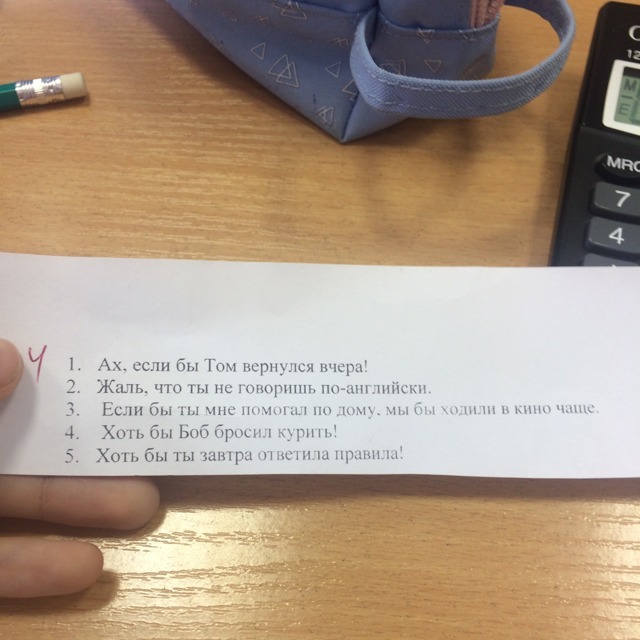 C
12
M
E
MRC
7
4
4
1. Ах, если бы Том вернулся вчера!
2. Жаль, что ты не говоришь по-английски.
3. Если бы ты мне помогал по дому, мы бы ходили в кино чаще.
4. Хоть бы Боб бросил курить!
5. Хоть бы ты завтра ответила правила!